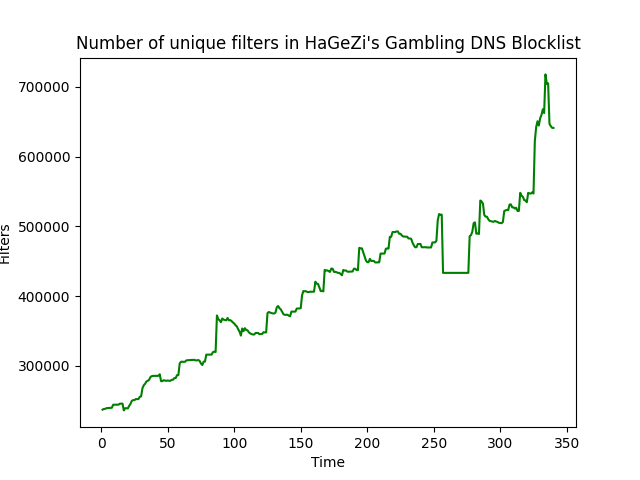 Number of unique filters in HaGeZi's Gambling DNS Blocklist
700000
600000
500000
400000
300000
Filters
0 50 100 150 200 250 300 350
Time